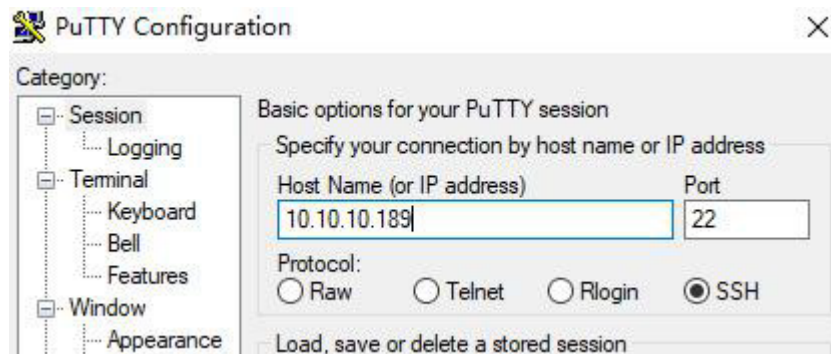 PuTTY Configuration
Category:
Session
Logging
Terminal
Keyboard
Bell
Features
Window
Appearance
Basic options for your PuTTY session
Specify your connection by host name or IP address
Host Name (or IP address) Port
10.10.10.189 22
Protocol:
Raw Telnet Rlogin SSH
Load, save or delete a stored session